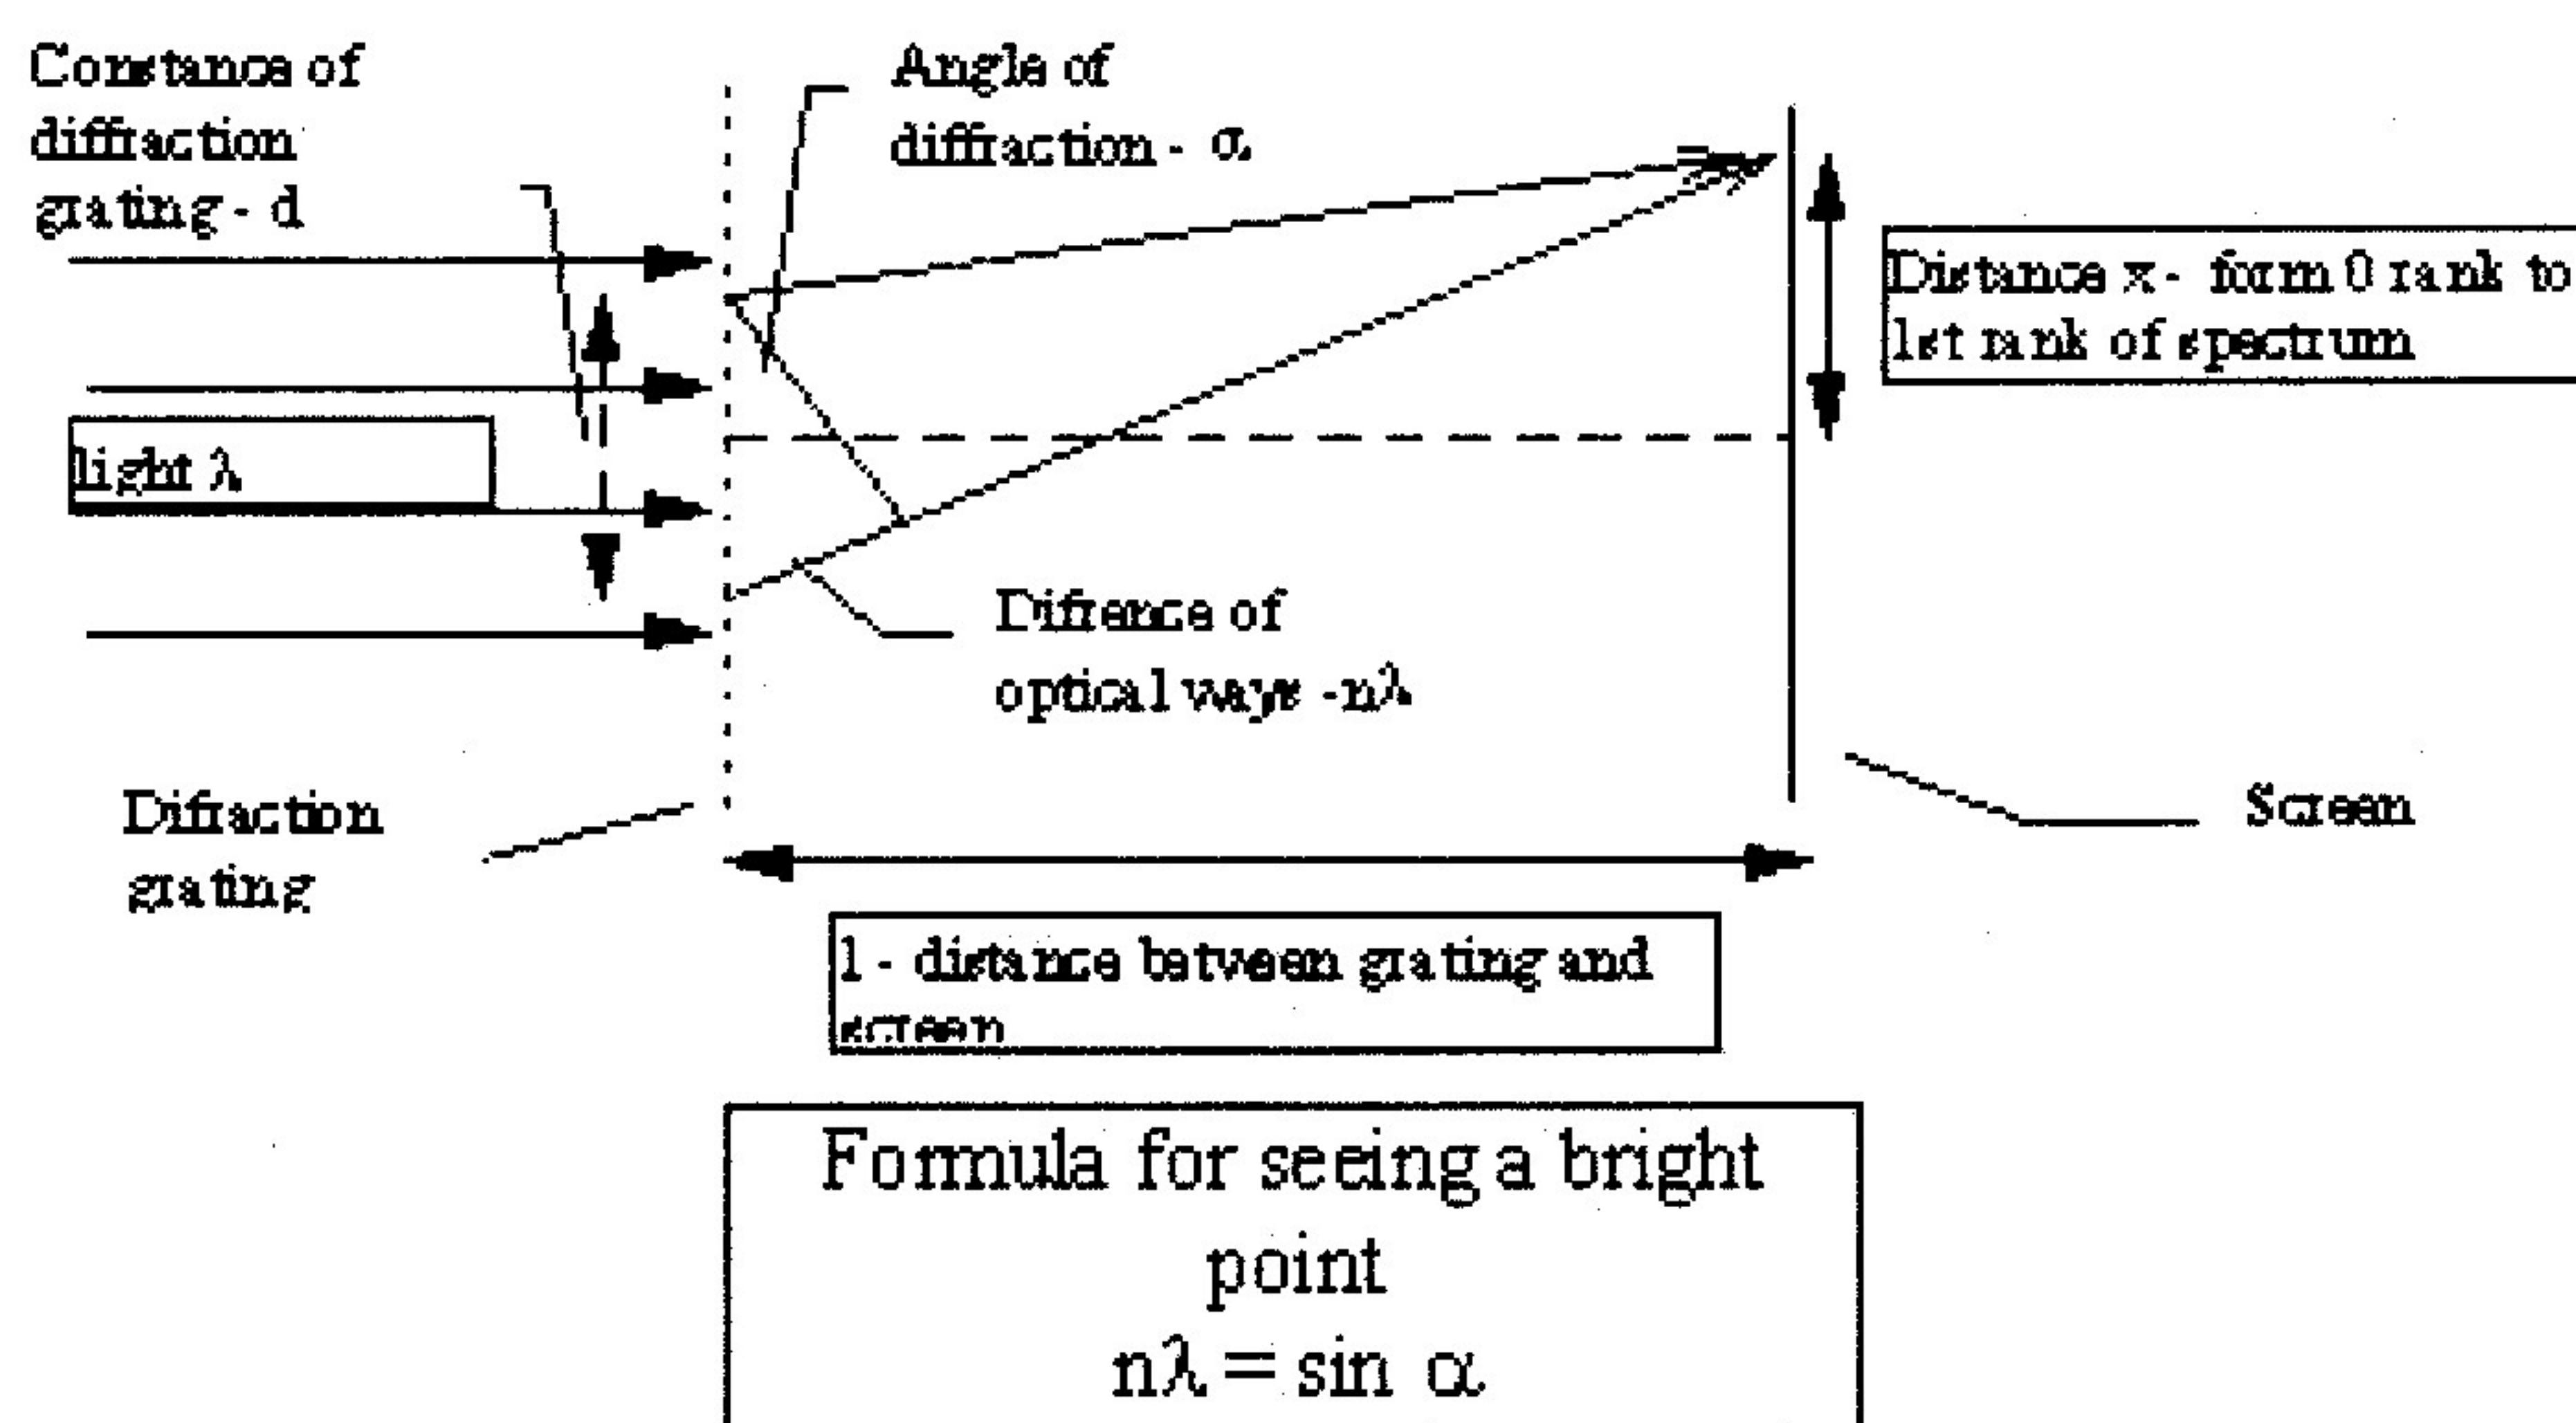 Constance of
diffraction
grating - d
Angle of
diffraction - α
Distance x - form 0 rank to
1st rank of spectrum
light λ
Difrence of
optical ways -nλ
Difraction
grating
Screen
l - distance between grating and
screen
Formula for seeing a bright
point
nλ = sin α